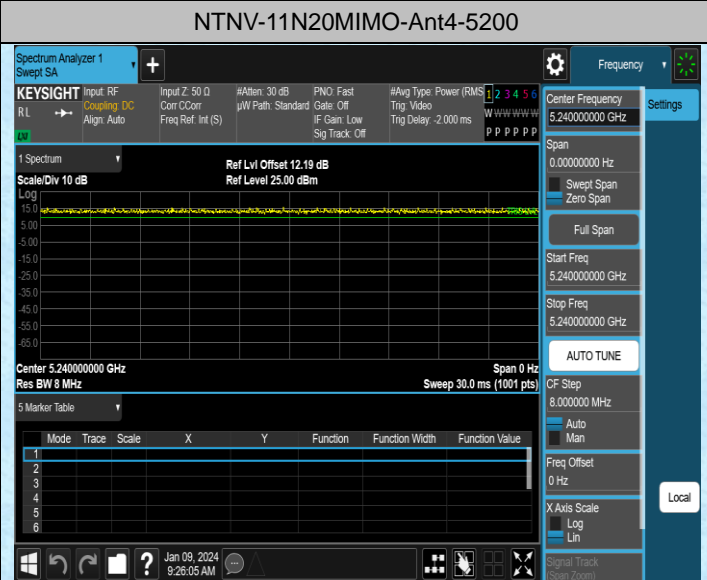 NTNV-11N20MIMO-Ant4-5200
Spectrum Analyzer 1
Swept SA
Frequency
KEYSIGHT
RL
LXI
Input: RF
Coupling: DC
Align: Auto
Input Z: 50 Ω
Corr CCorr
Freq Ref: Int (S)
#Atten: 30 dB
µW Path: Standard
PNO: Fast
Gate: Off
IF Gain: Low
Sig Track: Off
#Avg Type: Power (RMS
Trig: Video
Trig Delay: -2.000 ms
1 2 3 4 5 6
W W W W W W
P P P P P P
Center Frequency
5.240000000 GHz
Settings
Span
0.00000000 Hz
Swept Span
Zero Span
Full Span
Start Freq
5.240000000 GHz
Stop Freq
5.240000000 GHz
AUTO TUNE
CF Step
8.000000 MHz
Auto
Man
Freq Offset
0 Hz
X Axis Scale
Log
Lin
Signal Track
(Span Zoom)
Local
1 Spectrum
Scale/Div 10 dB
Ref Lvl Offset 12.19 dB
Ref Level 25.00 dBm
Log
15.0
5.00
-5.00
-15.0
-25.0
-35.0
-45.0
-55.0
-65.0
Center 5.240000000 GHz
Span 0 Hz
Res BW 8 MHz
Sweep 30.0 ms (1001 pts)
5 Marker Table
Mode Trace Scale X Y Function Function Width Function Value
1
2
3
4
5
6
?
Jan 09, 2024
9:26:05 AM